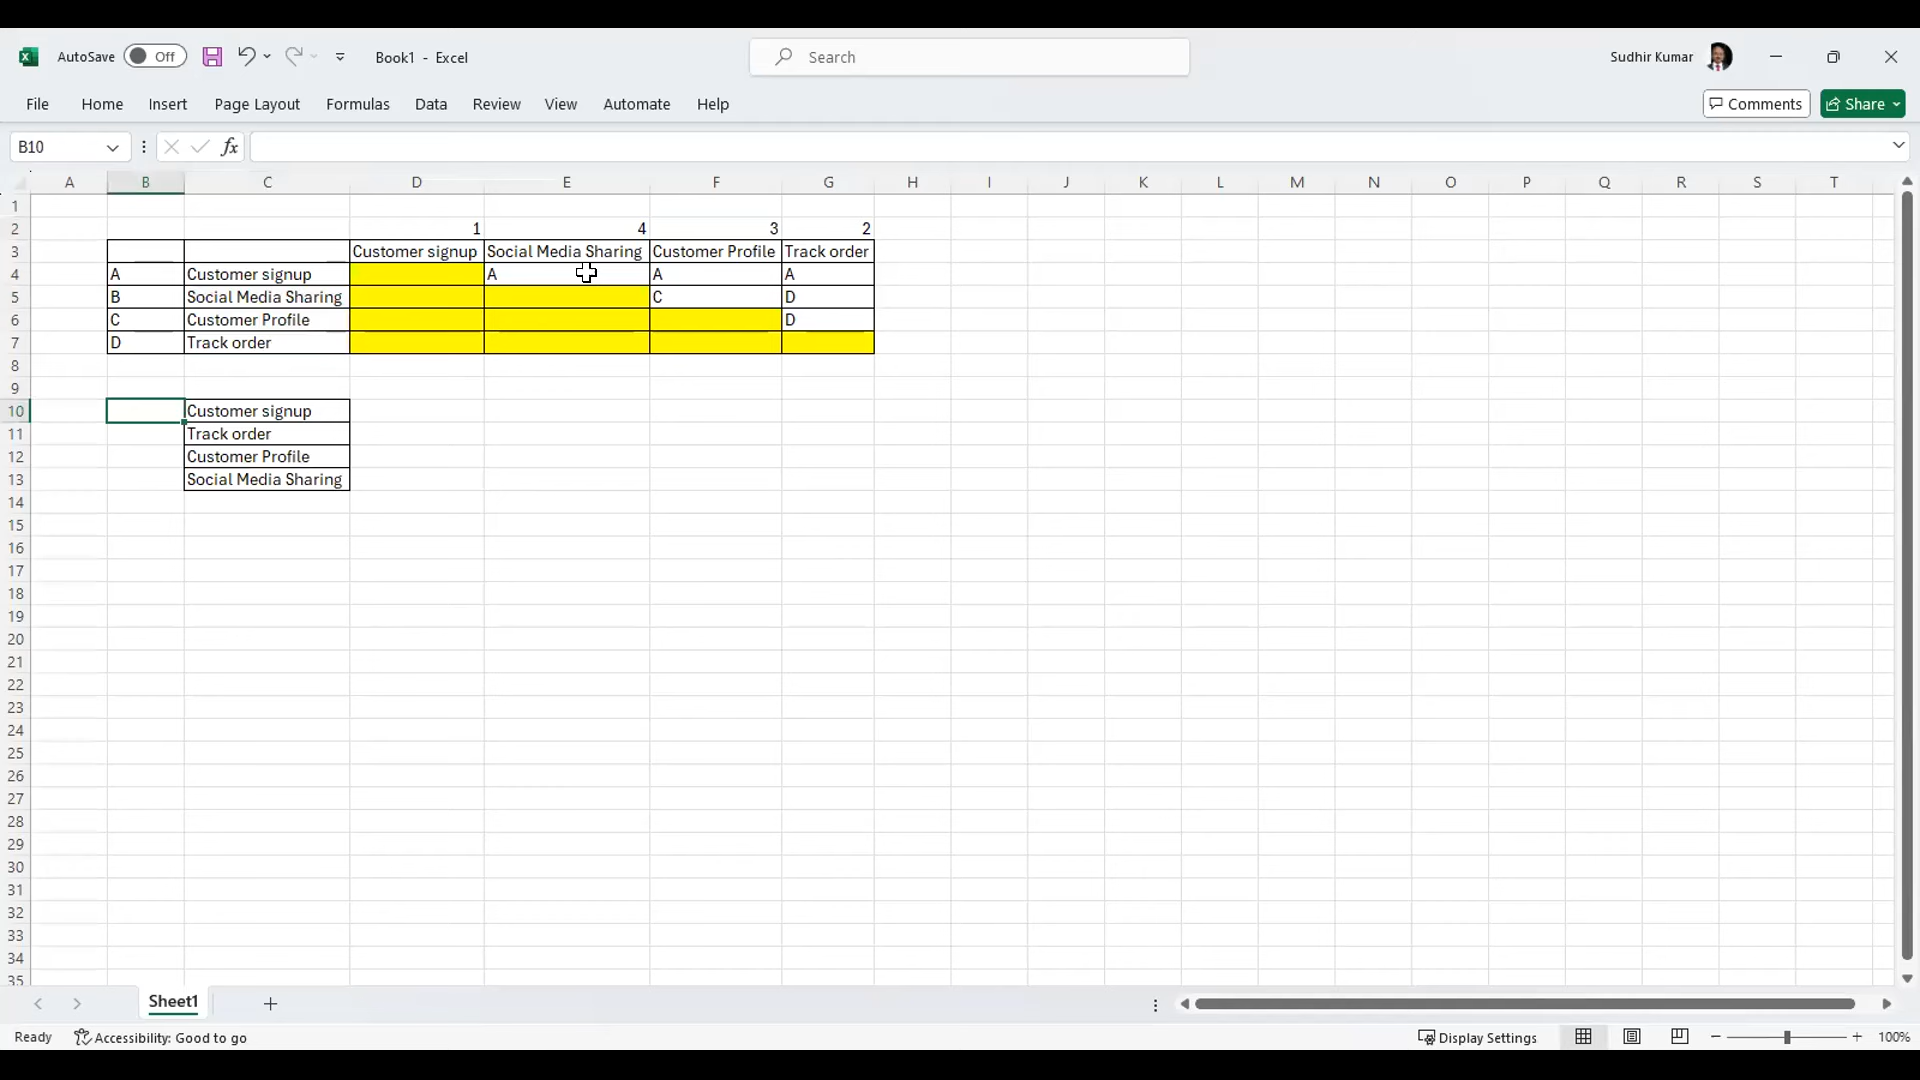 AutoSave Off Book1 - Excel Search Sudhir Kumar
File Home Insert Page Layout Formulas Data Review View Automate Help Comments Share
B10 fx
A B C D E F G H I J K L M N O P Q R S T
1
2 1 4 3 2
3 Customer signup Social Media Sharing Customer Profile Track order
4 A Customer signup A A A
5 B Social Media Sharing C D
6 C Customer Profile D
7 D Track order
8
9
10 Customer signup
11 Track order
12 Customer Profile
13 Social Media Sharing
14
15
16
17
18
19
20
21
22
23
24
25
26
27
28
29
30
31
32
33
34
35
Sheet1
Ready Accessibility: Good to go Display Settings 100%